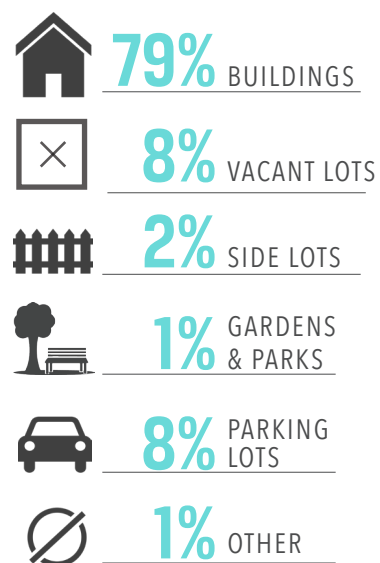 79% BUILDINGS
8% VACANT LOTS
2% SIDE LOTS
1% GARDENS
& PARKS
8% PARKING
LOTS
1% OTHER